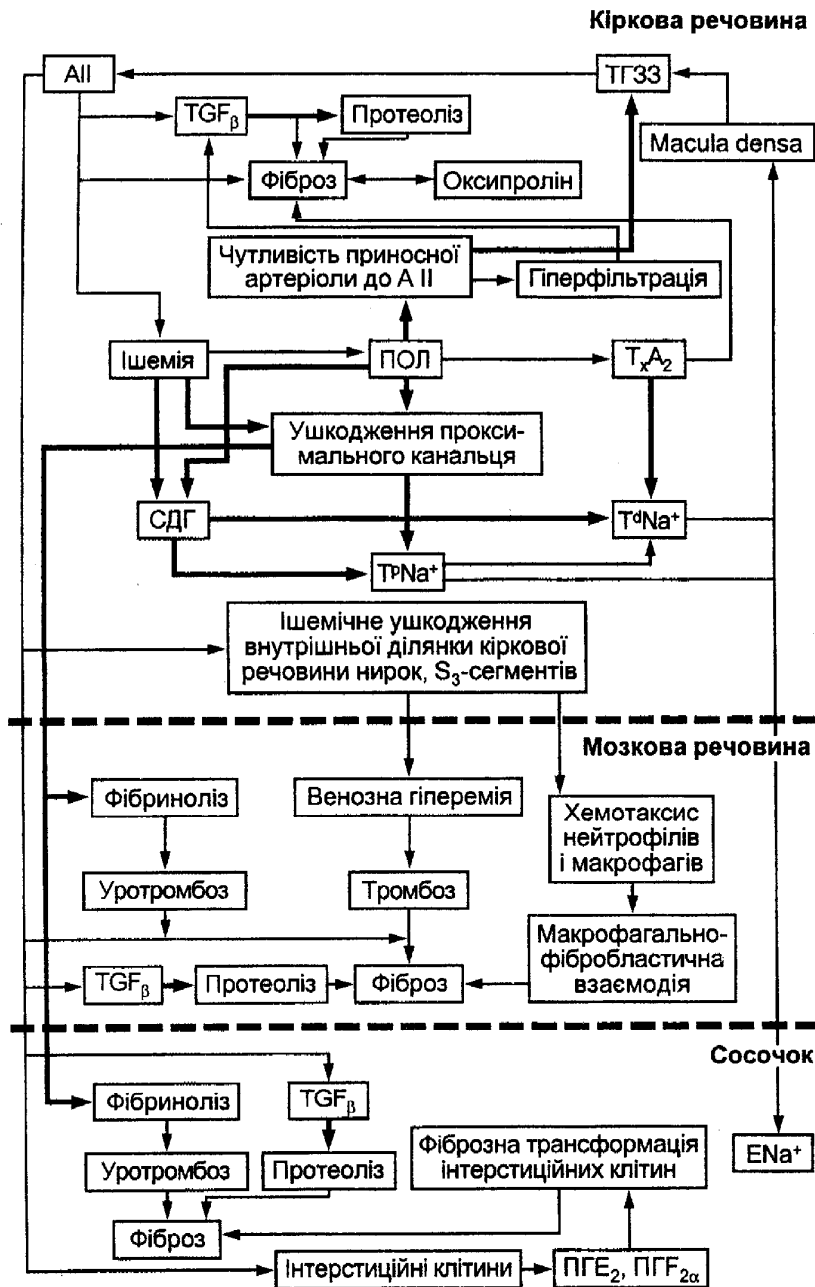 Кіркова речовина
АІІ
ТГЗЗ
TGFβ
Протеоліз
Macula densa
Фіброз
Оксипролін
Чутливість приносної
артеріоли до А ІІ
Гіперфільтрація
Ішемія
ПОЛ
TxA2
Ушкодження прокси-
мального канальця
СДГ
TdNa+
TpNa+
Ішемічне ушкодження
внутрішньої ділянки кіркової
речовини нирок, S3-сегментів
Мозкова речовина
Фібриноліз
Венозна гіперемія
Хемотаксис
нейтрофілів
і макрофагів
Уротромбоз
Тромбоз
Макрофагально-
фібробластична
взаємодія
TGFβ
Протеоліз
Фіброз
Сосочок
Фібриноліз
TGFβ
Фіброзна трансформація
інтерстиційних клітин
ENa+
Уротромбоз
Протеоліз
Фіброз
Інтерстиційні клітини
ПГЕ2, ПГF2α